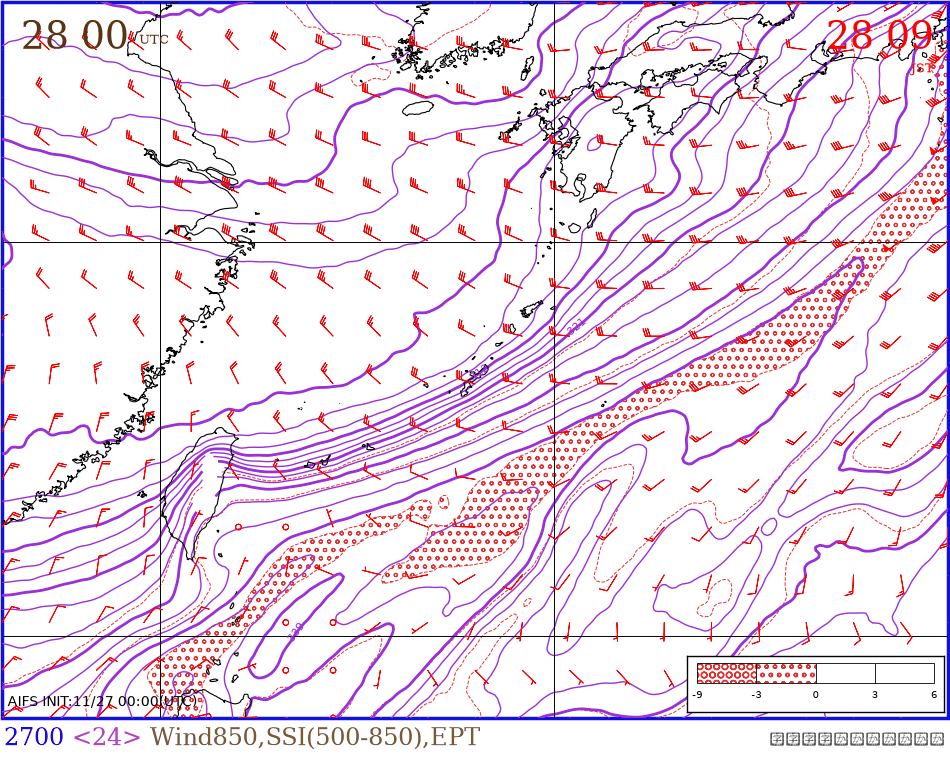 28 00 UTC
28 09
JST
AIFS INIT:11/27 00:00(UTC)
-9 -3 0 3 6
2700 <24> Wind850,SSI(500-850),EPT